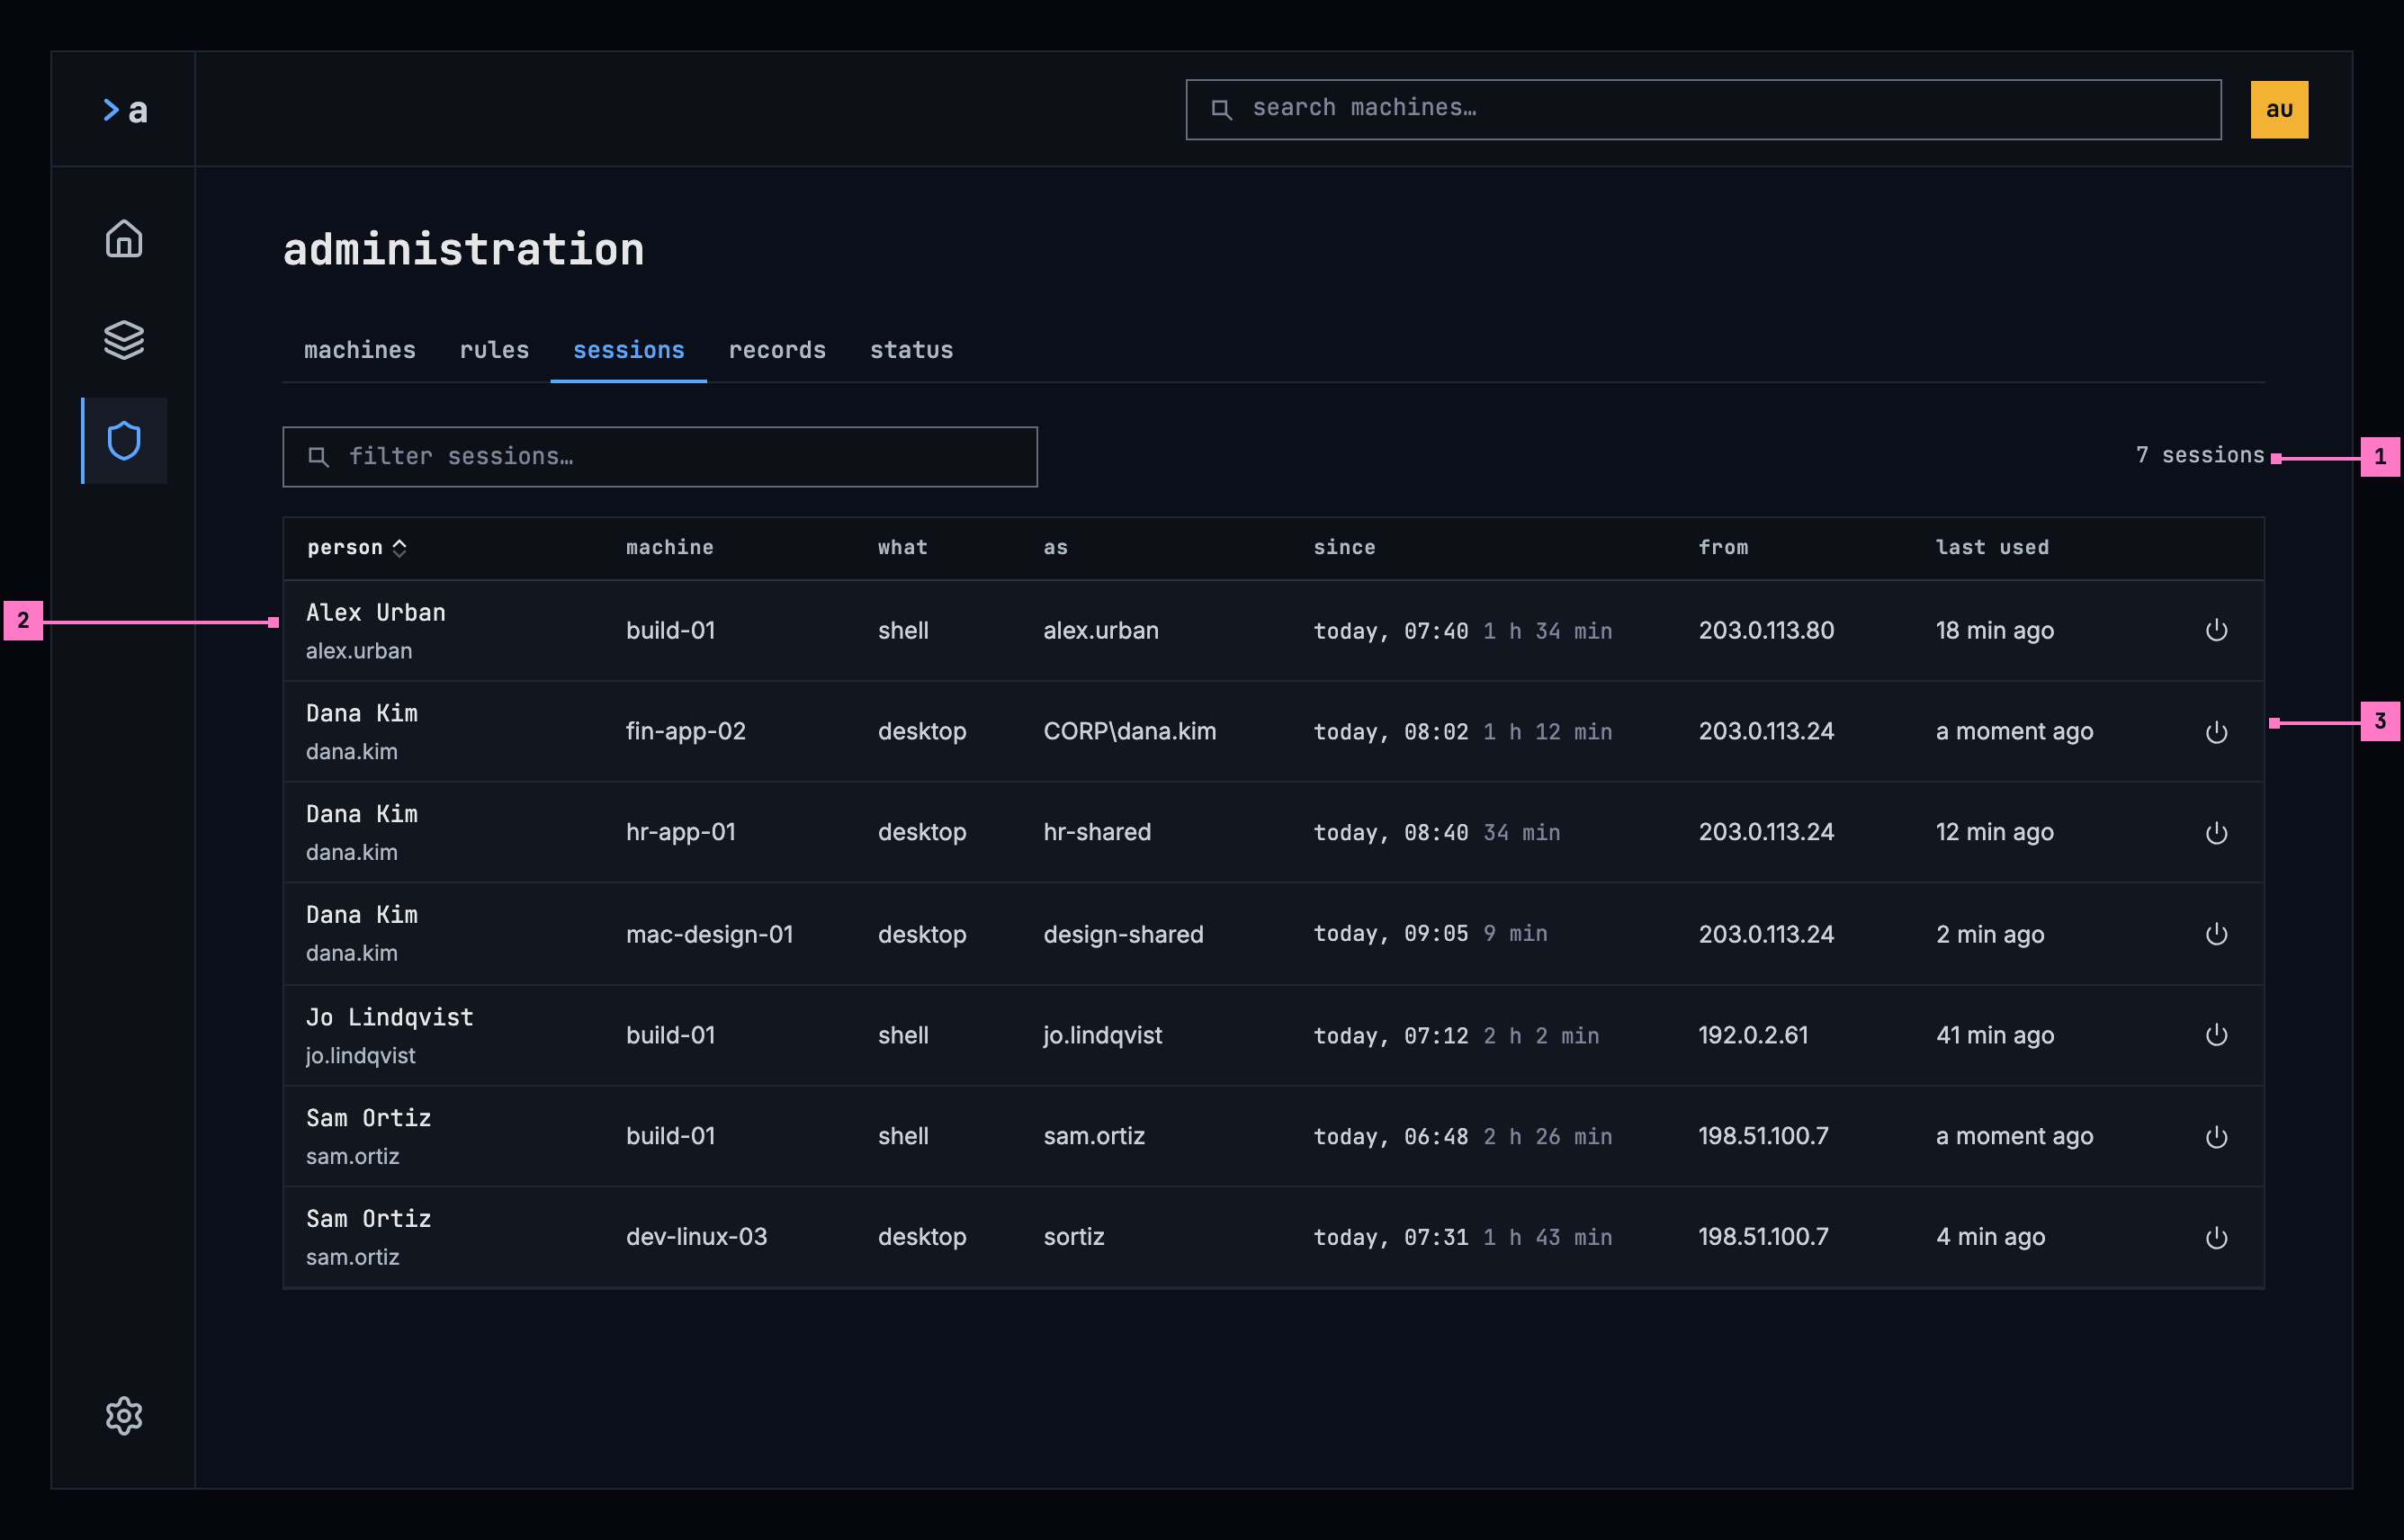 >a
search machines…
au
administration
machines rules sessions records status
filter sessions…
7 sessions
1
person machine what as since from last used
2
Alex Urban
alex.urban
build-01 shell alex.urban today, 07:40 1 h 34 min 203.0.113.80 18 min ago
Dana Kim
dana.kim
fin-app-02 desktop CORP\dana.kim today, 08:02 1 h 12 min 203.0.113.24 a moment ago
3
Dana Kim
dana.kim
hr-app-01 desktop hr-shared today, 08:40 34 min 203.0.113.24 12 min ago
Dana Kim
dana.kim
mac-design-01 desktop design-shared today, 09:05 9 min 203.0.113.24 2 min ago
Jo Lindqvist
jo.lindqvist
build-01 shell jo.lindqvist today, 07:12 2 h 2 min 192.0.2.61 41 min ago
Sam Ortiz
sam.ortiz
build-01 shell sam.ortiz today, 06:48 2 h 26 min 198.51.100.7 a moment ago
Sam Ortiz
sam.ortiz
dev-linux-03 desktop sortiz today, 07:31 1 h 43 min 198.51.100.7 4 min ago